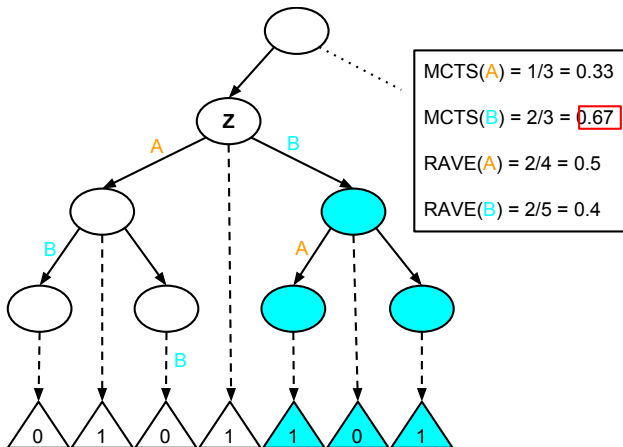 MCTS(A) = 1/3 = 0.33
MCTS(B) = 2/3 = 0.67
RAVE(A) = 2/4 = 0.5
RAVE(B) = 2/5 = 0.4
Z
A
B
B
A
B
0 1 0 1 1 0 1